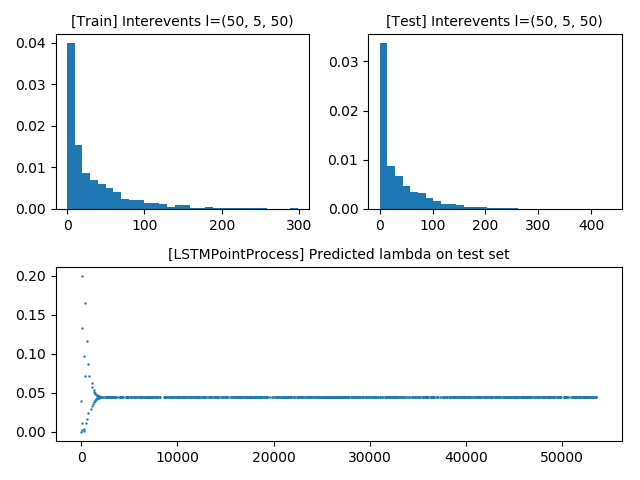 [Train] Interevents l=(50, 5, 50)
[Test] Interevents l=(50, 5, 50)
0.04
0.03
0.02
0.01
0.00
0 100 200 300
0.03
0.02
0.01
0.00
0 100 200 300 400
[LSTMPointProcess] Predicted lambda on test set
0.20
0.15
0.10
0.05
0.00
0 10000 20000 30000 40000 50000